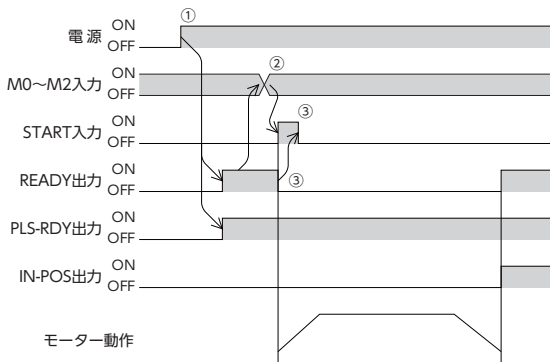 ①
電源 ON
OFF
②
M0～M2入力 ON
OFF
③
START入力 ON
OFF
READY出力 ON
OFF
③
PLS-RDY出力 ON
OFF
IN-POS出力 ON
OFF
モーター動作